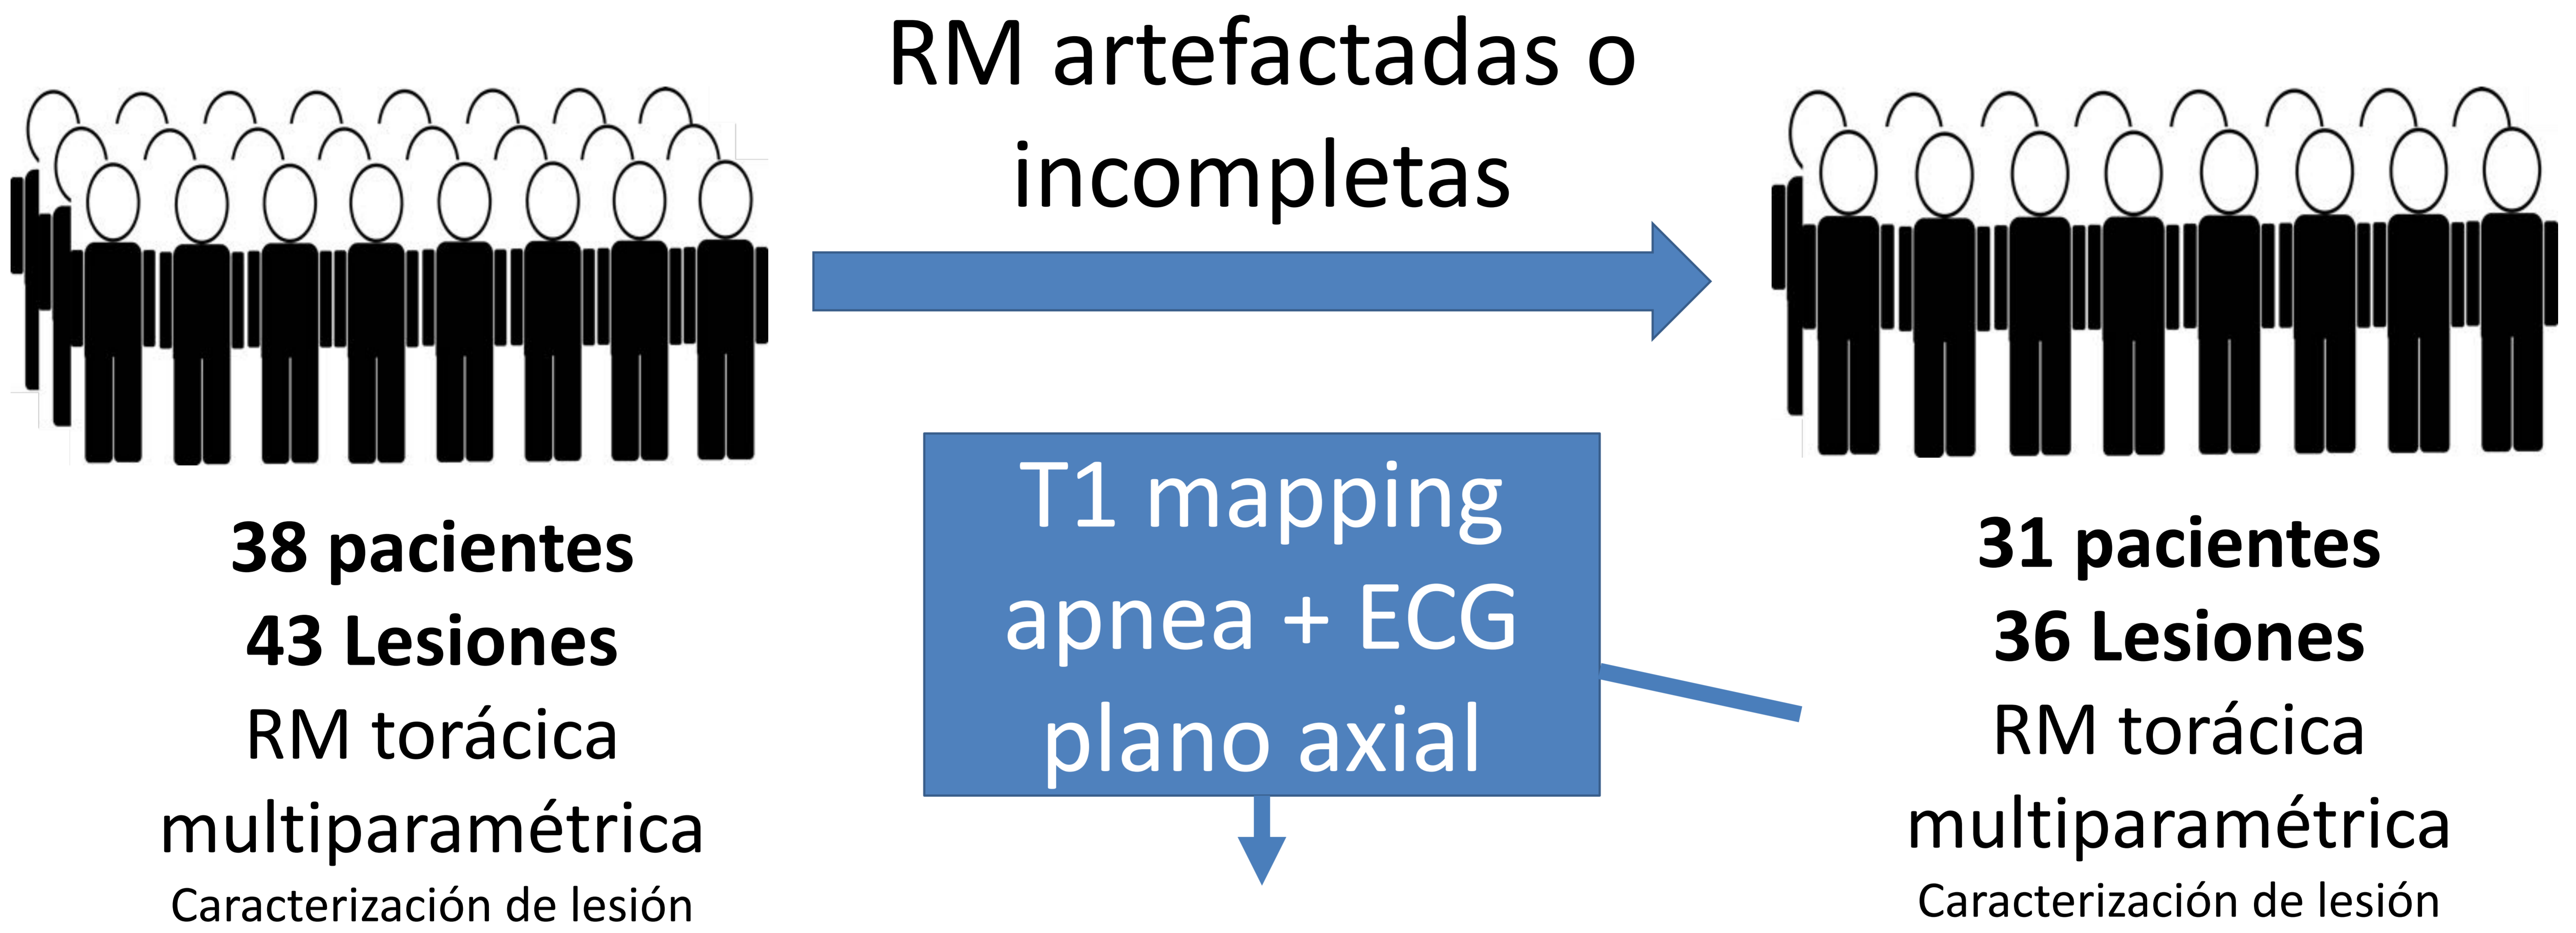 RM artefactadas o
incompletas
38 pacientes
43 Lesiones
RM torácica
multiparamétrica
Caracterización de lesión
T1 mapping
apnea + ECG
plano axial
31 pacientes
36 Lesiones
RM torácica
multiparamétrica
Caracterización de lesión